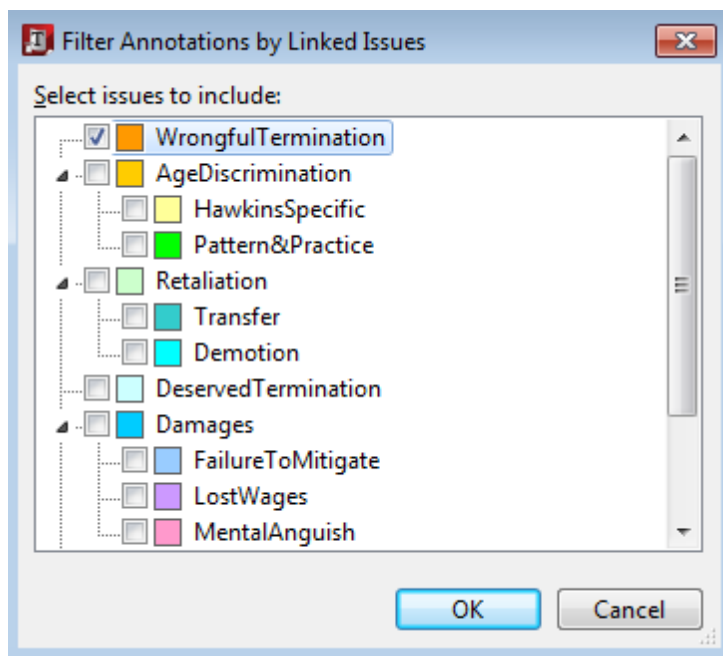 Filter Annotations by Linked Issues
Select issues to include:
WrongfulTermination
AgeDiscrimination
HawkinsSpecific
Pattern&Practice
Retaliation
Transfer
Demotion
DeservedTermination
Damages
FailureToMitigate
LostWages
MentalAnguish
OK Cancel